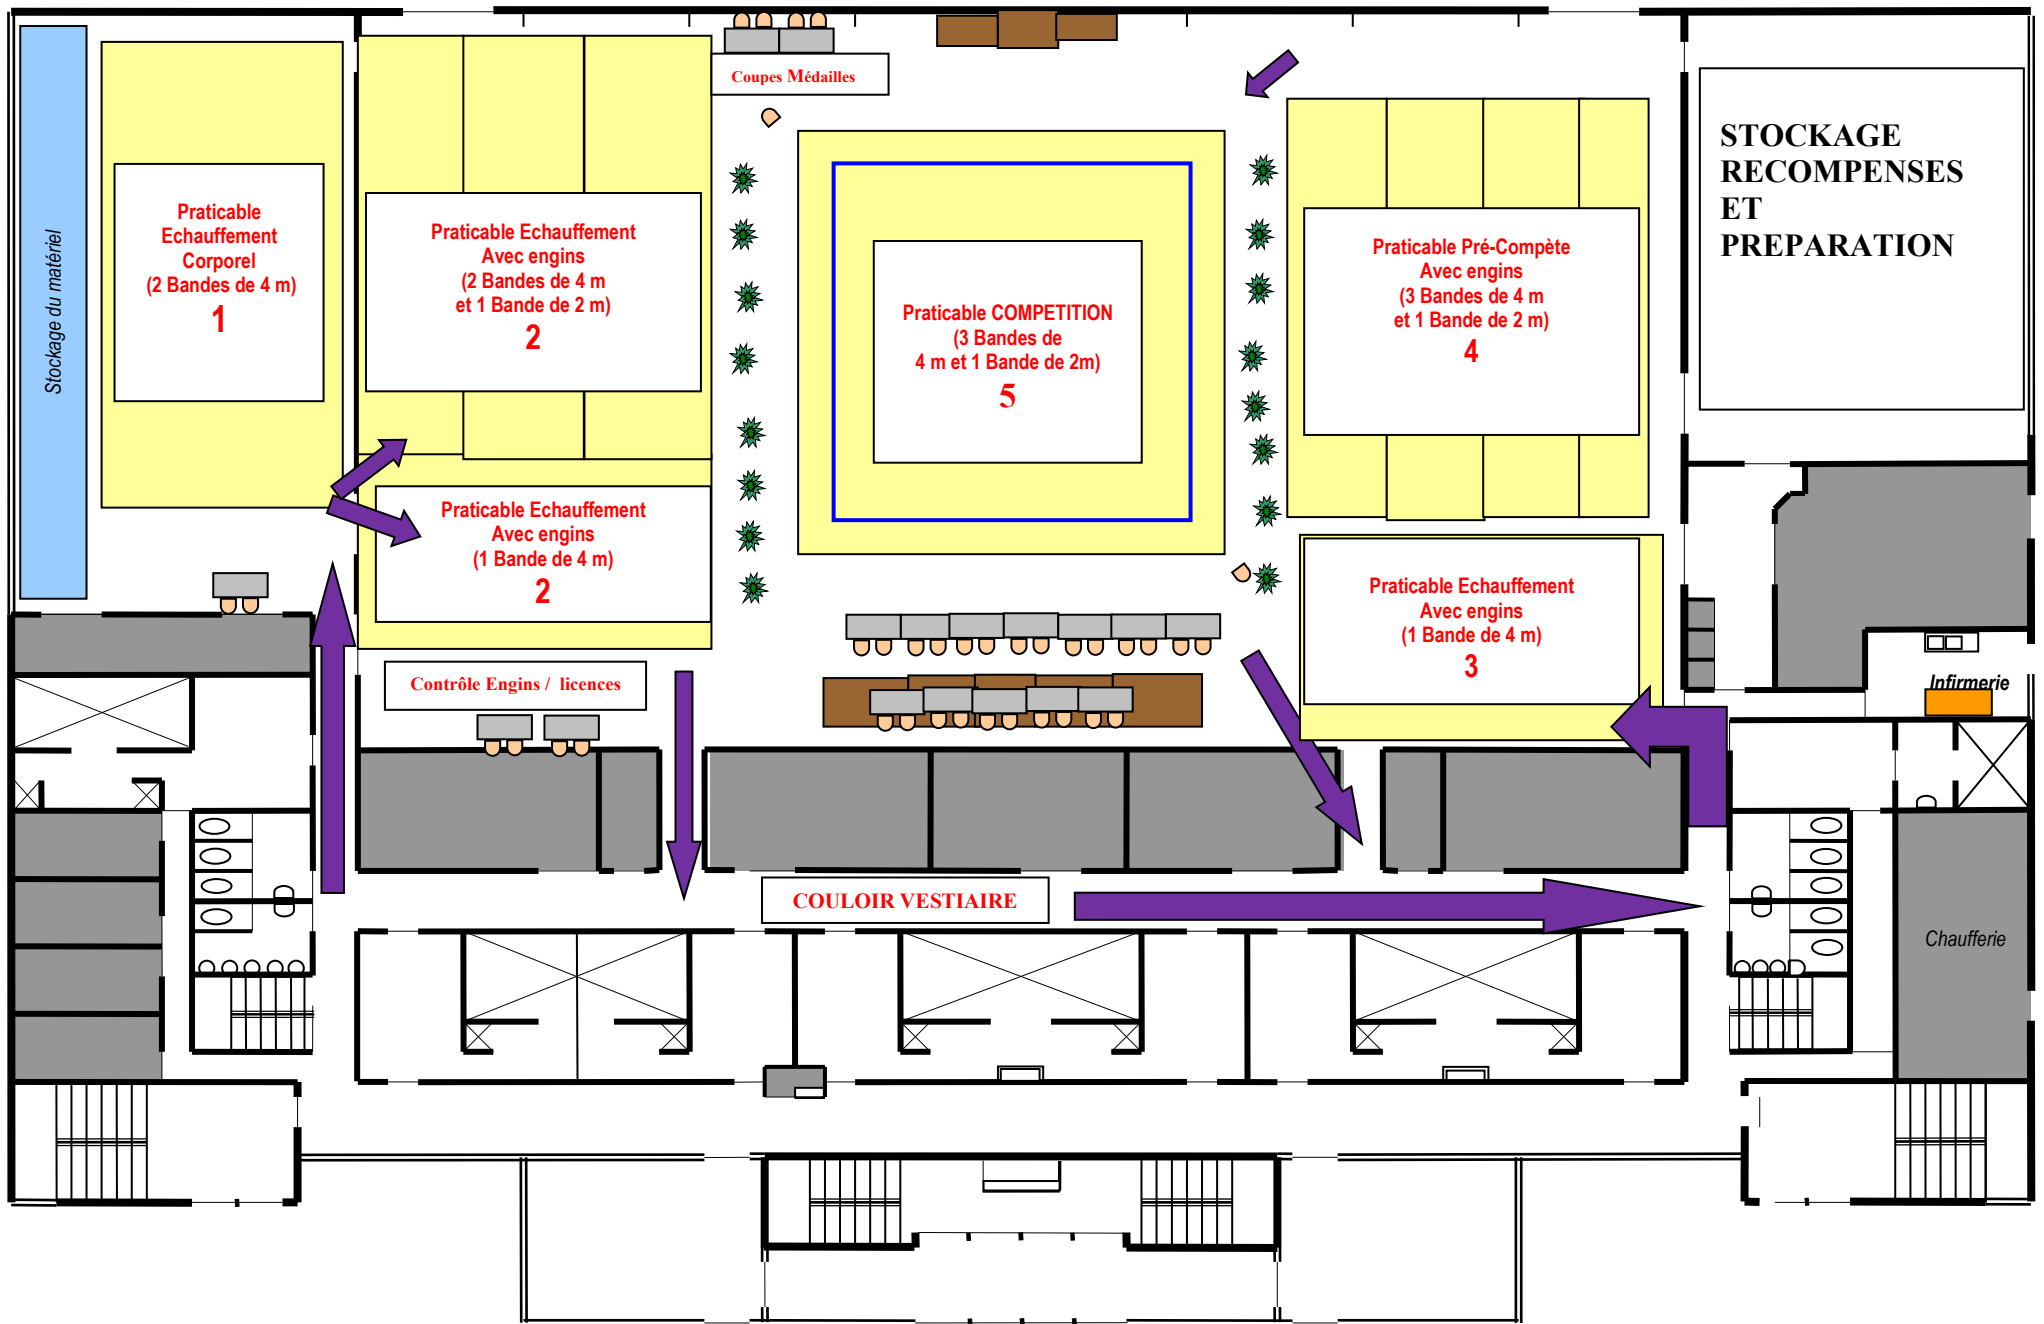 Coupes Médailles
Stockage du matériel
Praticable
Echauffement
Corporel
(2 Bandes de 4 m)
1
Praticable Echauffement
Avec engins
(2 Bandes de 4 m
et 1 Bande de 2 m)
2
Praticable Echauffement
Avec engins
(1 Bande de 4 m)
2
Praticable COMPETITION
(3 Bandes de
4 m et 1 Bande de 2m)
5
Praticable Pré-Compète
Avec engins
(3 Bandes de 4 m
et 1 Bande de 2 m)
4
Praticable Echauffement
Avec engins
(1 Bande de 4 m)
3
STOCKAGE
RECOMPENSES
ET
PREPARATION
Contrôle Engins / licences
Infirmerie
COULOIR VESTIAIRE
Chaufferie